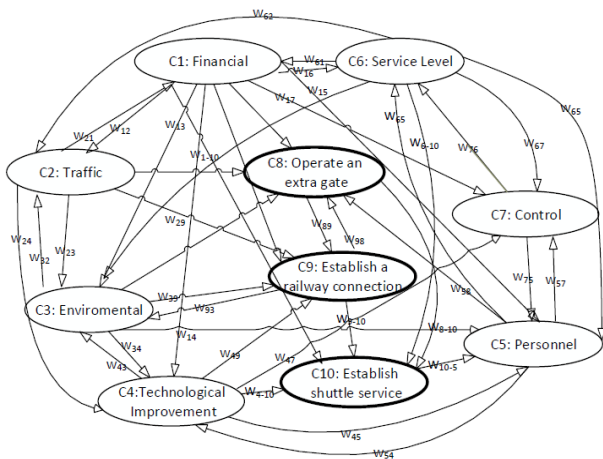 W62
C1: Financial
C6: Service Level
W61
W16
W15
W17
W65
W21
W12
W13
W65
W6-10
W67
W76
W1-10
C8: Operate an
extra gate
C2: Traffic
C7: Control
W29
W24
W32
W23
W89
W98
C9: Establish a
railway connection
W75
W57
W39
W93
W58
C3: Enviromental
W8-10
C5: Personnel
W34
W43
W14
W49
W47
W10-5
C10: Establish
shuttle service
C4:Technological
Improvement
W4-10
W45
W54